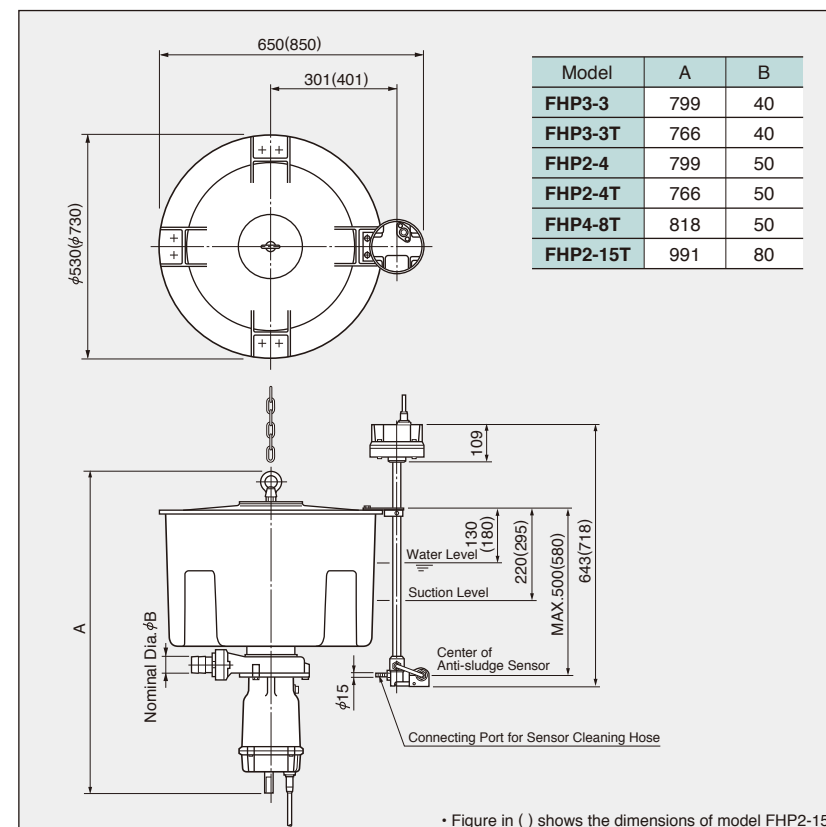 650(850)
301(401)
φ530(φ730)
Model A B
FHP3-3 799 40
FHP3-3T 766 40
FHP2-4 799 50
FHP2-4T 766 50
FHP4-8T 818 50
FHP2-15T 991 80
109
130
(180)
220(295)
MAX.500(580)
643(718)
Water Level
Suction Level
A
Nominal Dia.φB
Center of
Anti-sludge Sensor
φ15
Connecting Port for Sensor Cleaning Hose
• Figure in ( ) shows the dimensions of model FHP2-15